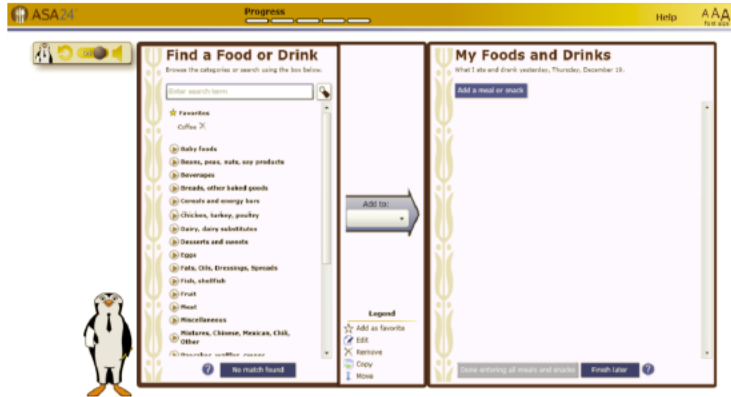 ASA24
Progress
Help
AAA
Font size
Find a Food or Drink
Browse the categories or search using the box below.
Enter search term
Favorites
Coffee
Baby foods
Beans, peas, nuts, soy products
Beverages
Breads, other baked goods
Cereals and energy bars
Chicken, turkey, poultry
Dairy, dairy substitutes
Desserts and sweets
Eggs
Fats, Oils, Dressings, Spreads
Fish, shellfish
Fruit
Meat
Miscellaneous
Mixtures, Chinese, Mexican, Chili,
Other
Pancakes, waffles, crepes
?
No match found
Add to:
Legend
Add as favorite
Edit
Remove
Copy
Move
My Foods and Drinks
What I ate and drank yesterday, Thursday, December 19.
Add a meal or snack
Done entering all meals and snacks
Finish later
?